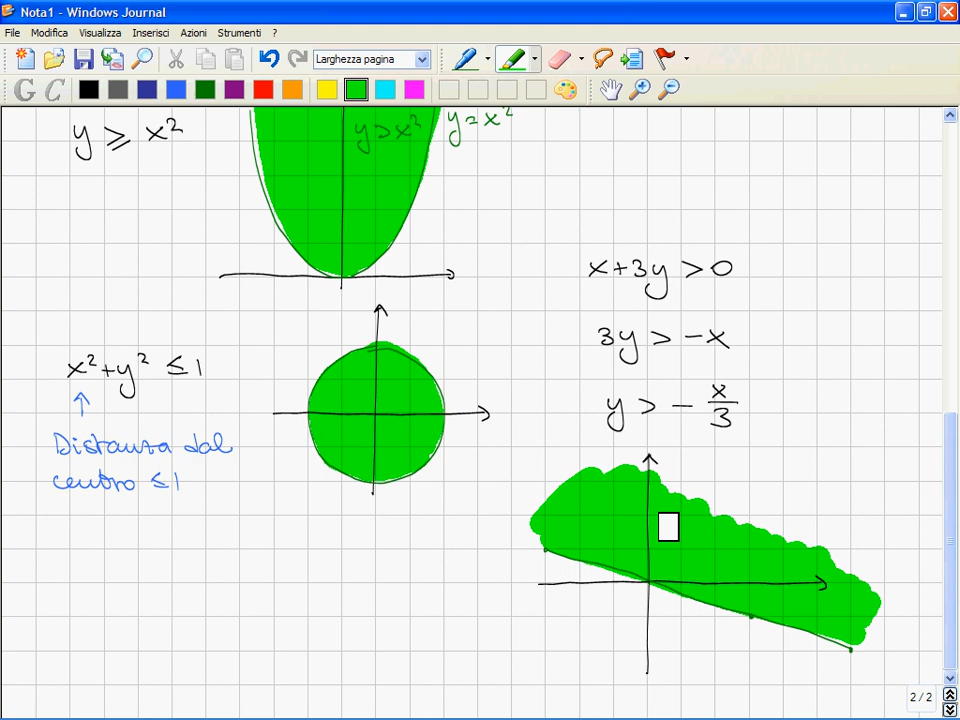 Nota1 - Windows Journal
File Modifica Visualizza Inserisci Azioni Strumenti ?
Larghezza pagina
y ⩾ x²
y>x²
y=x²
x+3y >0
3y > -x
y > - x/3
x²+y² ≤1
Distanza dal
centro ≤1
2 / 2